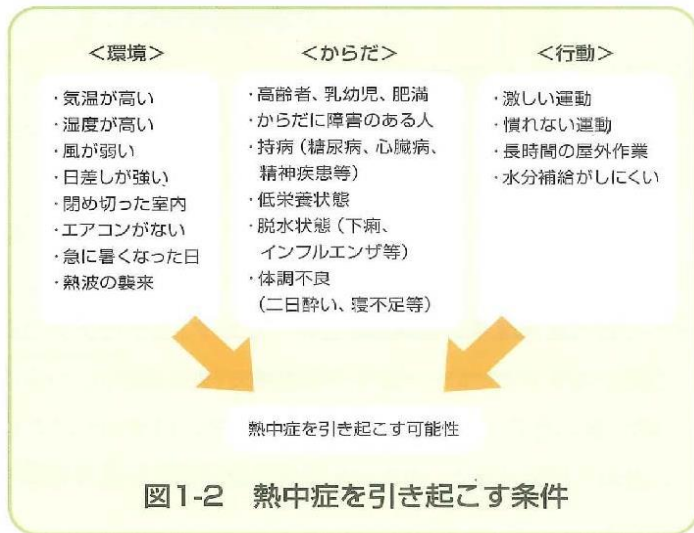 ＜環境＞
・気温が高い
・湿度が高い
・風が弱い
・日差しが強い
・閉め切った室内
・エアコンがない
・急に暑くなった日
・熱波の襲来
＜からだ＞
・高齢者、乳幼児、肥満
・からだに障害のある人
・持病（糖尿病、心臓病、
精神疾患等）
・低栄養状態
・脱水状態（下痢、
インフルエンザ等）
・体調不良
（二日酔い、寝不足等）
＜行動＞
・激しい運動
・慣れない運動
・長時間の屋外作業
・水分補給がしにくい
熱中症を引き起こす可能性
図1-2　熱中症を引き起こす条件